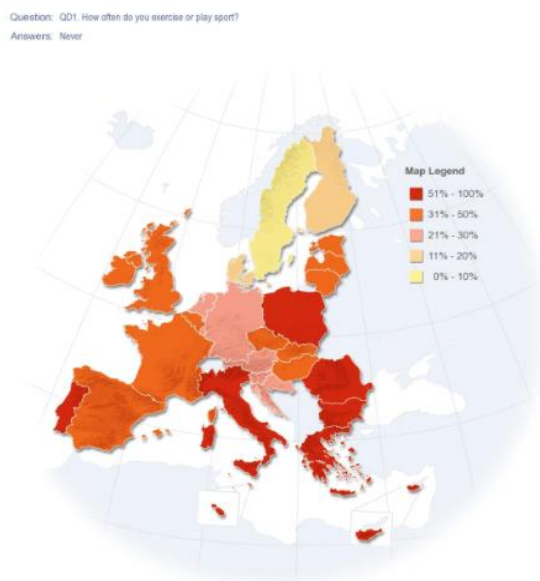 Question: QD1. How often do you exercise or play sport?
Answers: Never
Map Legend
51% - 100%
31% - 50%
21% - 30%
11% - 20%
0% - 10%